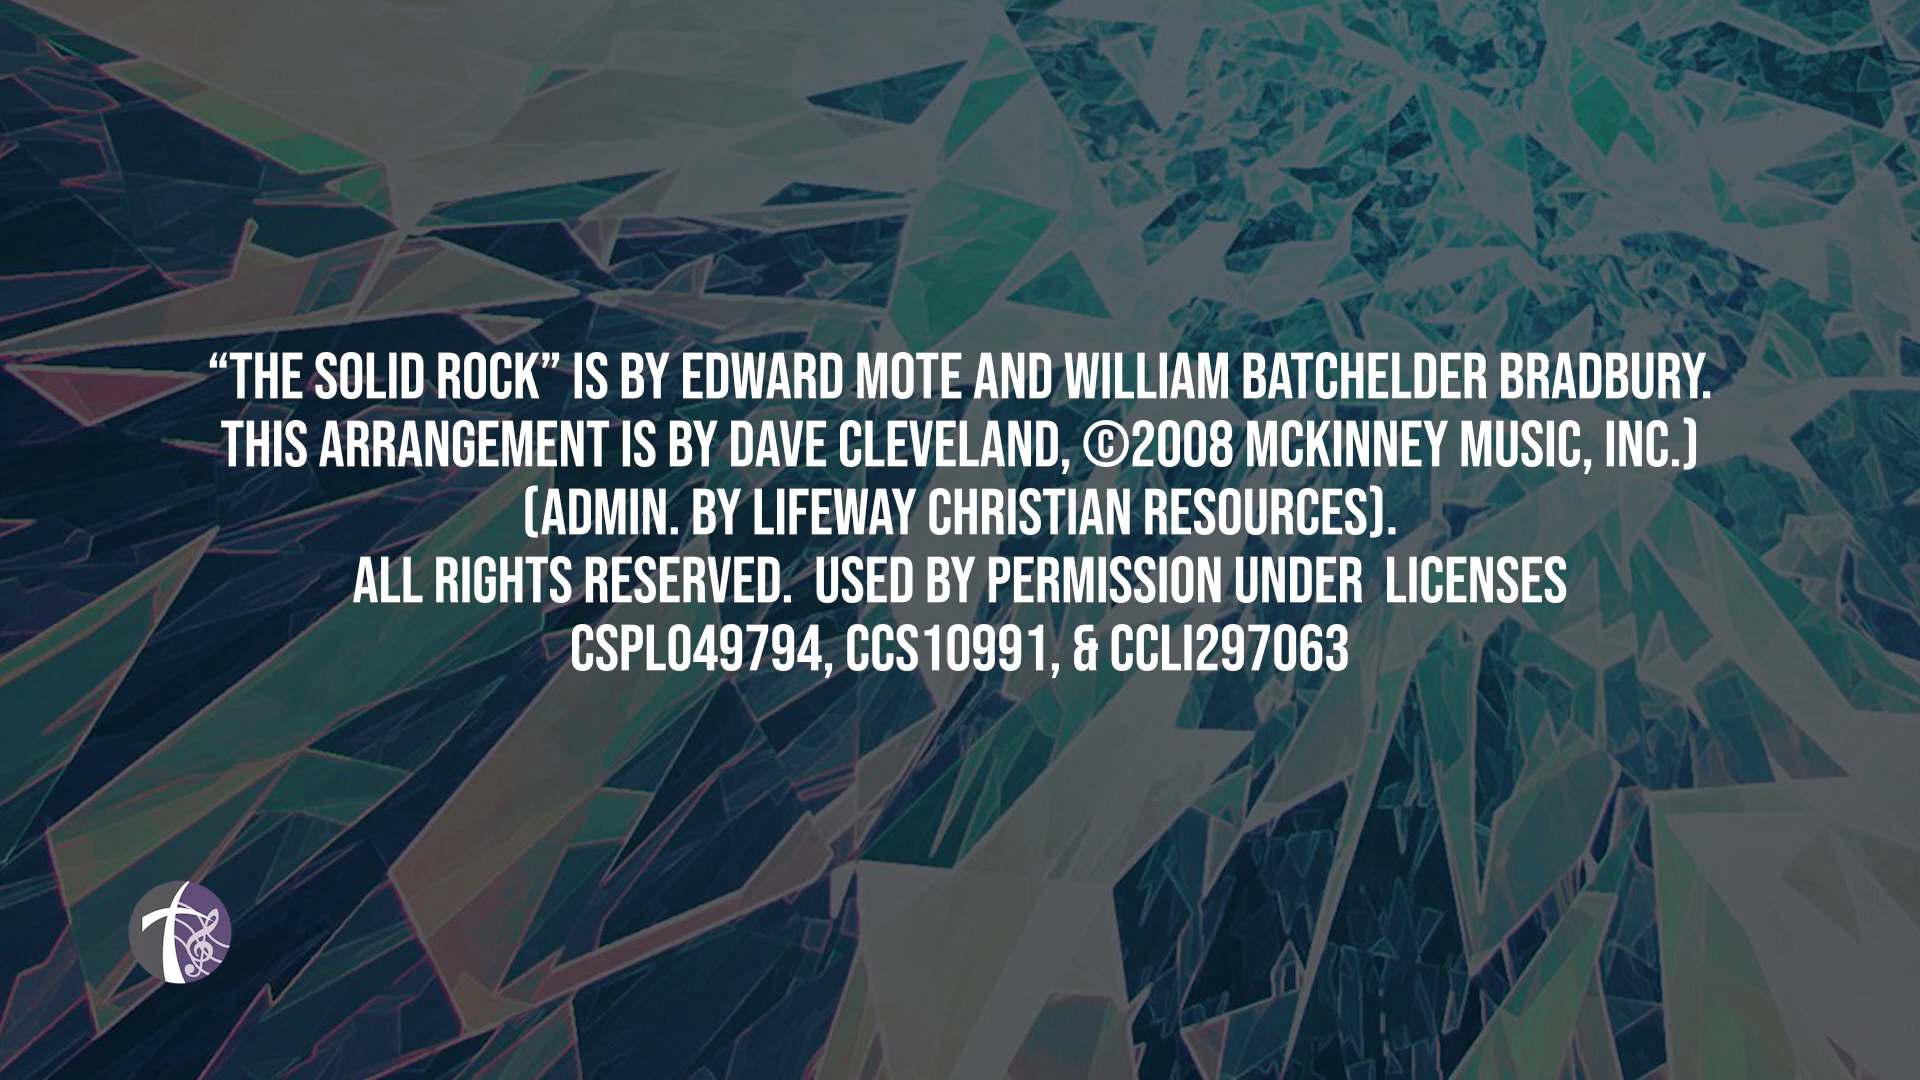 “THE SOLID ROCK” IS BY EDWARD MOTE AND WILLIAM BATCHELDER BRADBURY.
THIS ARRANGEMENT IS BY DAVE CLEVELAND, ©2008 MCKINNEY MUSIC, INC.)
(ADMIN. BY LIFEWAY CHRISTIAN RESOURCES).
ALL RIGHTS RESERVED.  USED BY PERMISSION UNDER  LICENSES
CSPL049794, CCS10991, & CCLI297063